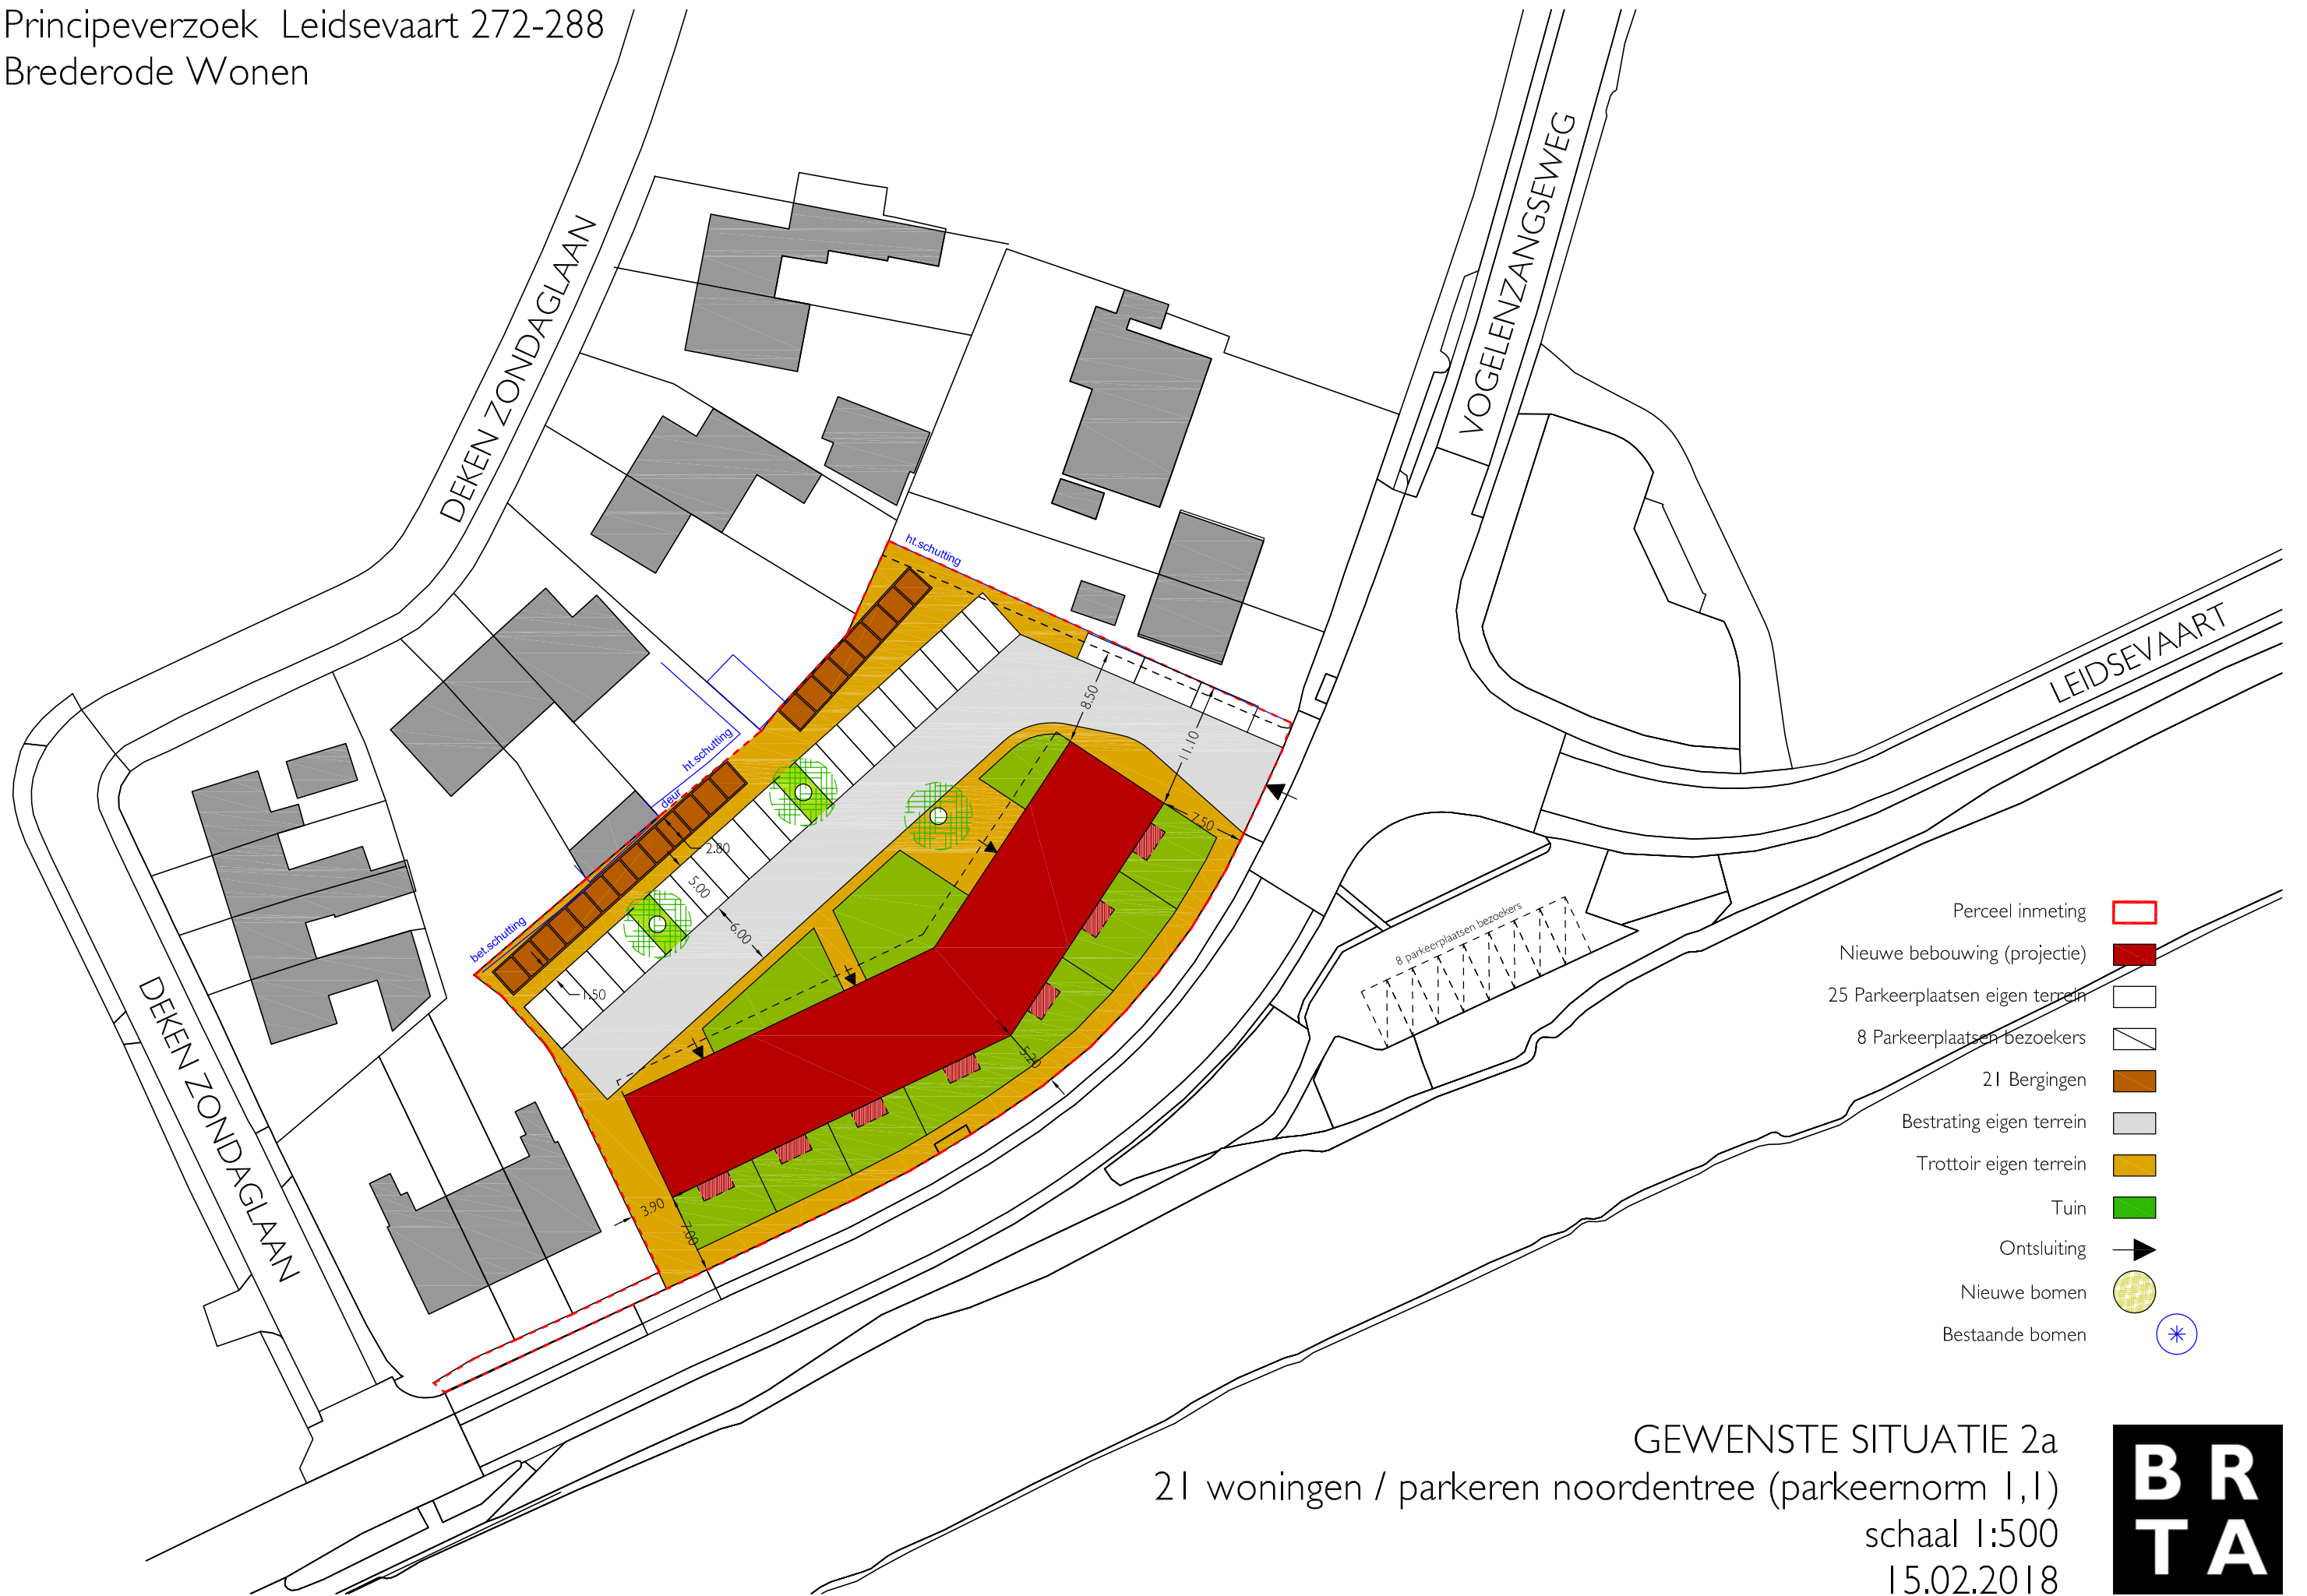 Principeverzoek Leidsevaart 272-288
Brederode Wonen
DEKEN ZONDAGLAAN
VOGELENZANGSEWEG
LEIDSEVAART
DEKEN ZONDAGLAAN
ht.schutting
ht.schutting
deur
bet.schutting
8.50
11.10
7.50
2.80
5.00
6.00
1.50
5.20
3.90
7.00
8 parkeerplaatsen bezoekers
Perceel inmeting
Nieuwe bebouwing (projectie)
25 Parkeerplaatsen eigen terrein
8 Parkeerplaatsen bezoekers
21 Bergingen
Bestrating eigen terrein
Trottoir eigen terrein
Tuin
Ontsluiting
Nieuwe bomen
Bestaande bomen
GEWENSTE SITUATIE 2a
21 woningen / parkeren noordentree (parkeernorm 1,1)
schaal 1:500
15.02.2018
B R
T A